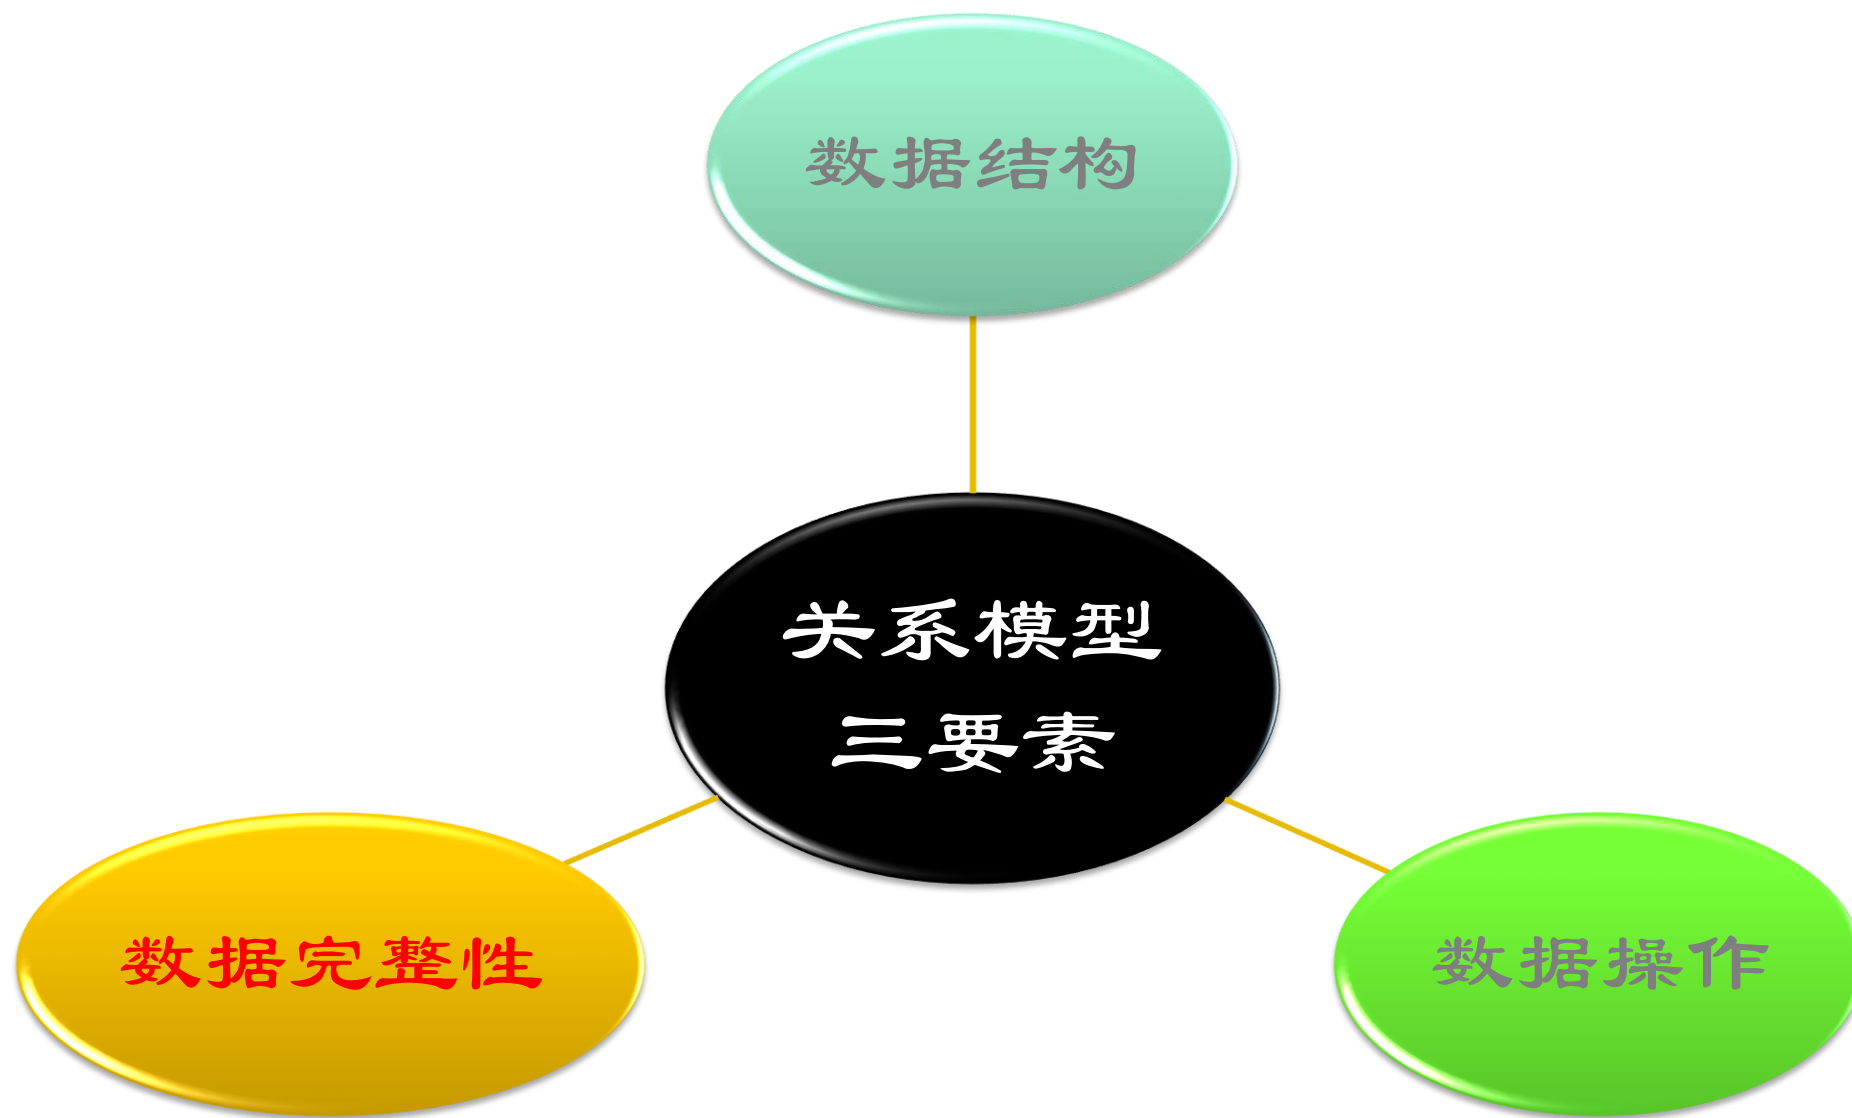 数据结构
关系模型
三要素
数据完整性
数据操作